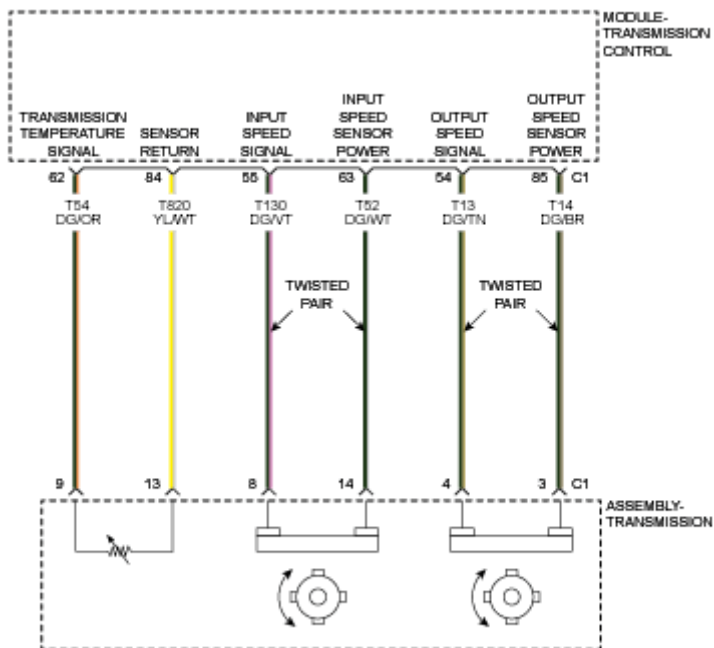 MODULE-
TRANSMISSION
CONTROL
TRANSMISSION
TEMPERATURE
SIGNAL
SENSOR
RETURN
INPUT
SPEED
SIGNAL
INPUT
SPEED
SENSOR
POWER
OUTPUT
SPEED
SIGNAL
OUTPUT
SPEED
SENSOR
POWER
62 84 55 63 54 85 C1
T54
DG/OR
T820
YL/WT
T130
DG/VT
T52
DG/WT
T13
DG/TN
T14
DG/BR
TWISTED
PAIR
TWISTED
PAIR
9 13 8 14 4 3 C1
ASSEMBLY-
TRANSMISSION